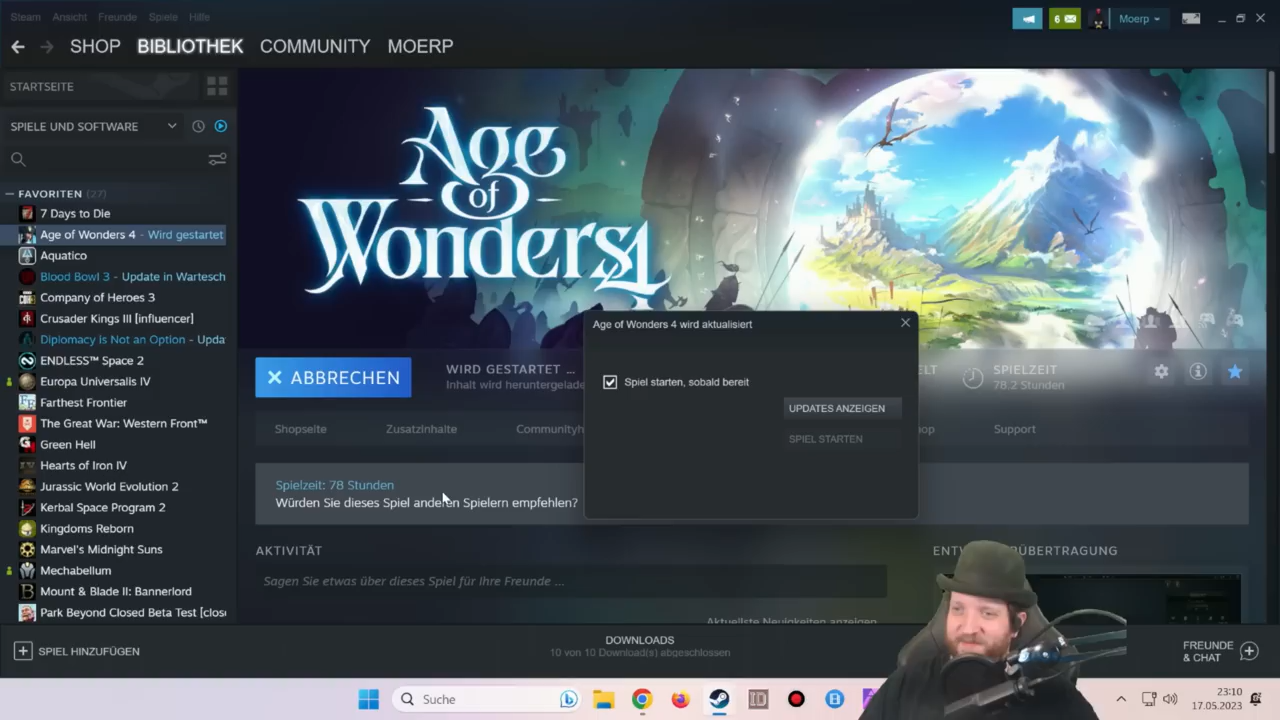 Steam Ansicht Freunde Spiele Hilfe
6
Moerp
SHOP BIBLIOTHEK COMMUNITY MOERP
STARTSEITE
SPIELE UND SOFTWARE
FAVORITEN (27)
7 Days to Die
Age of Wonders 4 - Wird gestartet
Aquatico
Blood Bowl 3 - Update in Wartesch
Company of Heroes 3
Crusader Kings III [influencer]
Diplomacy is Not an Option - Upda
ENDLESS™ Space 2
Europa Universalis IV
Farthest Frontier
The Great War: Western Front™
Green Hell
Hearts of Iron IV
Jurassic World Evolution 2
Kerbal Space Program 2
Kingdoms Reborn
Marvel's Midnight Suns
Mechabellum
Mount & Blade II: Bannerlord
Park Beyond Closed Beta Test [clos
Age
of
Wonders 4
Age of Wonders 4 wird aktualisiert
Spiel starten, sobald bereit
UPDATES ANZEIGEN
SPIEL STARTEN
ABBRECHEN
WIRD GESTARTET ...
Inhalt wird heruntergelade
ELT
SPIELZEIT
78.2 Stunden
Shopseite Zusatzinhalte Communityh op Support
Spielzeit: 78 Stunden
Würden Sie dieses Spiel anderen Spielern empfehlen?
AKTIVITÄT
Sagen Sie etwas über dieses Spiel für Ihre Freunde ...
Aktuellste Neuigkeiten anzeigen
SPIEL HINZUFÜGEN
DOWNLOADS
10 von 10 Download(s) abgeschlossen
FREUNDE
& CHAT
Suche
23:10
17.05.2023